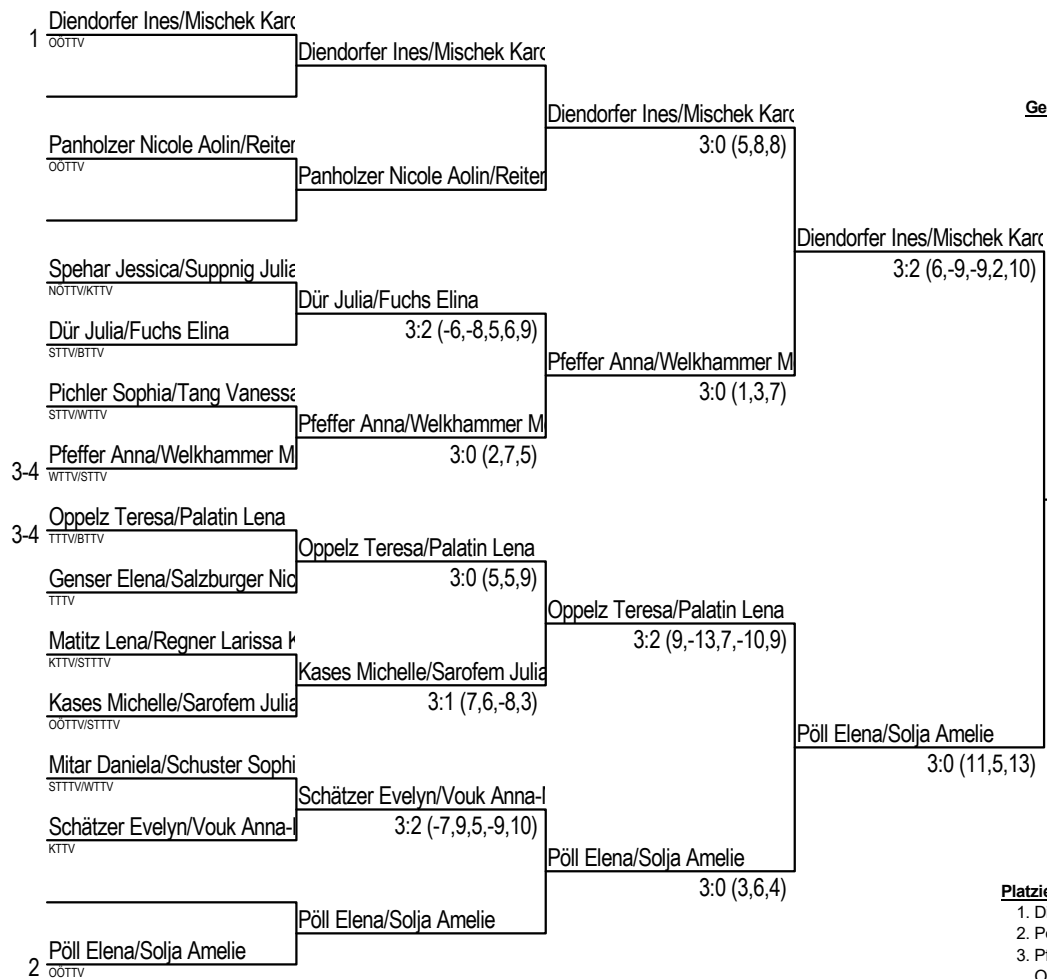 Diendorfer Ines/Mischek Karo
1
OÖTTV
Panholzer Nicole Aolin/Reiter
OÖTTV
Spehar Jessica/Suppnig Julia
NÖTTV/KTTV
Dür Julia/Fuchs Elina
STTV/BTTV
Pichler Sophia/Tang Vanessa
STTV/WTTV
Pfeffer Anna/Welkhammer M
3-4
WTTV/STTV
Oppelz Teresa/Palatin Lena
3-4
TTTV/BTTV
Genser Elena/Salzburger Nic
TTTV
Matitz Lena/Regner Larissa K
KTTV/STTTV
Kases Michelle/Sarofem Julia
OÖTTV/STTTV
Mitar Daniela/Schuster Sophi
STTTV/WTTV
Schätzer Evelyn/Vouk Anna-
KTTV
Pöll Elena/Solja Amelie
2
OÖTTV
Diendorfer Ines/Mischek Karo
Panholzer Nicole Aolin/Reiter
Dür Julia/Fuchs Elina
3:2 (-6,-8,5,6,9)
Pfeffer Anna/Welkhammer M
3:0 (2,7,5)
Oppelz Teresa/Palatin Lena
3:0 (5,5,9)
Kases Michelle/Sarofem Julia
3:1 (7,6,-8,3)
Schätzer Evelyn/Vouk Anna-
3:2 (-7,9,5,-9,10)
Pöll Elena/Solja Amelie
Diendorfer Ines/Mischek Karo
3:0 (5,8,8)
Pfeffer Anna/Welkhammer M
3:0 (1,3,7)
Oppelz Teresa/Palatin Lena
3:2 (9,-13,7,-10,9)
Pöll Elena/Solja Amelie
3:0 (3,6,4)
Diendorfer Ines/Mischek Karo
3:2 (6,-9,-9,2,10)
Pöll Elena/Solja Amelie
3:0 (11,5,13)
Ge
Platzie
1. D
2. Pö
3. Pf
O